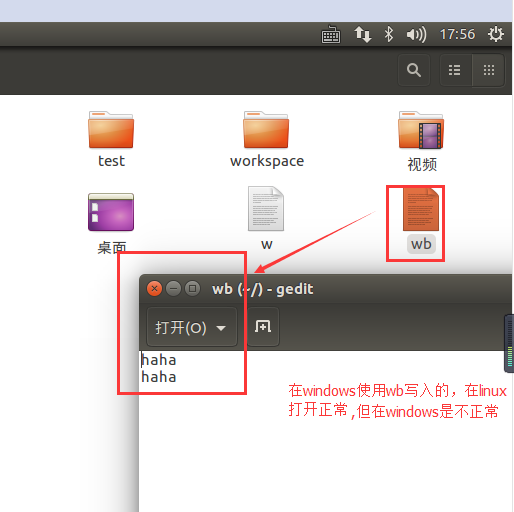 17:56
test
workspace
视频
桌面
w
wb
wb (~/) - gedit
打开(O)
haha
haha
在windows使用wb写入的，在linux
打开正常 ,但在windows是不正常